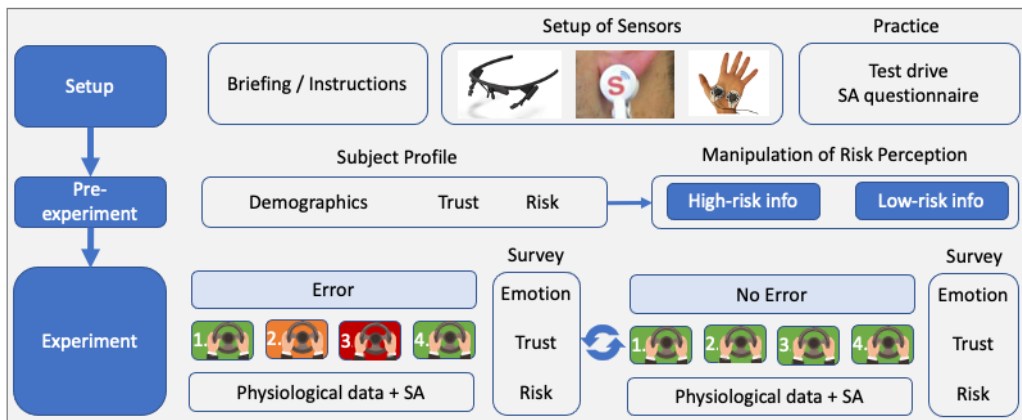 Setup of Sensors
Practice
Setup
Briefing / Instructions
S
Test drive
SA questionnaire
Subject Profile
Manipulation of Risk Perception
Pre-
experiment
Demographics
Trust
Risk
High-risk info
Low-risk info
Survey
Survey
Experiment
Error
1.
2.
3
4.
Physiological data + SA
Emotion
Trust
Risk
No Error
1.
2.
3
4.
Physiological data + SA
Emotion
Trust
Risk